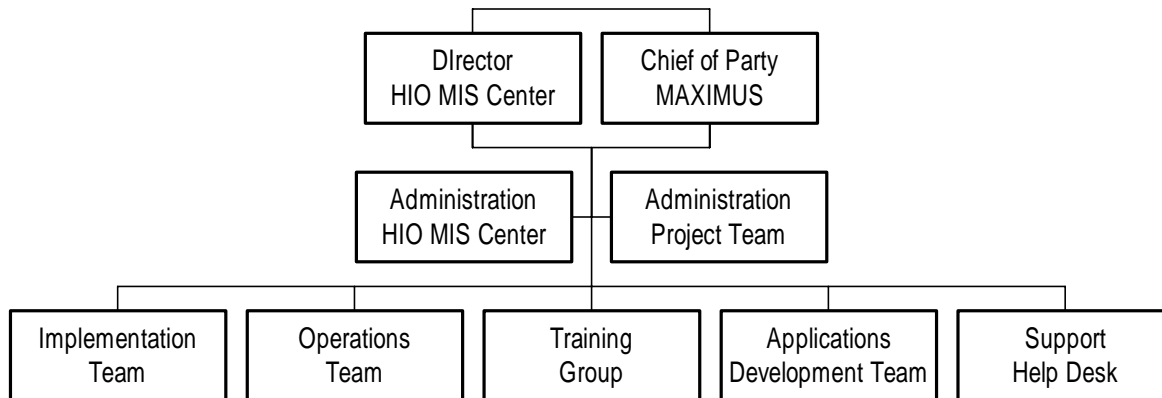 DIrector
HIO MIS Center
Chief of Party
MAXIMUS
Administration
HIO MIS Center
Administration
Project Team
Implementation
Team
Operations
Team
Training
Group
Applications
Development Team
Support
Help Desk